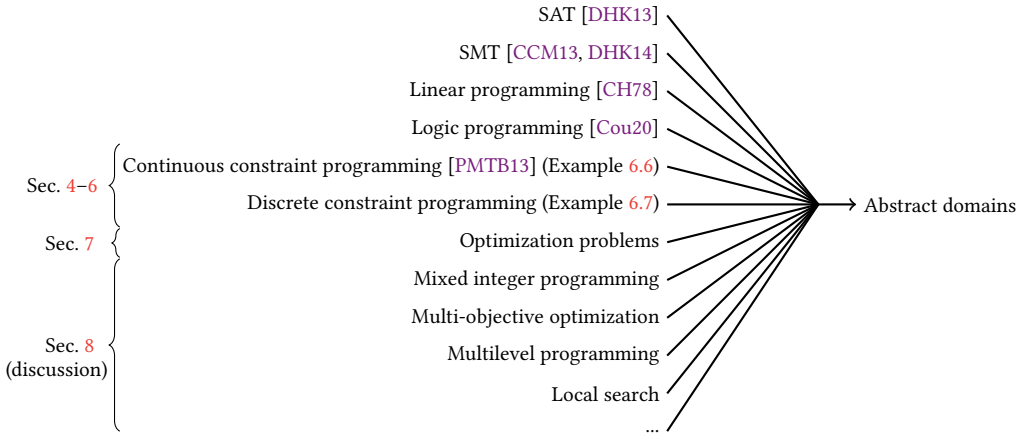 SAT [DHK13]
SMT [CCM13, DHK14]
Linear programming [CH78]
Logic programming [Cou20]
Continuous constraint programming [PMTB13] (Example 6.6)
Sec. 4–6
Discrete constraint programming (Example 6.7)
Abstract domains
Optimization problems
Sec. 7
Mixed integer programming
Multi-objective optimization
Sec. 8
(discussion)
Multilevel programming
Local search
...